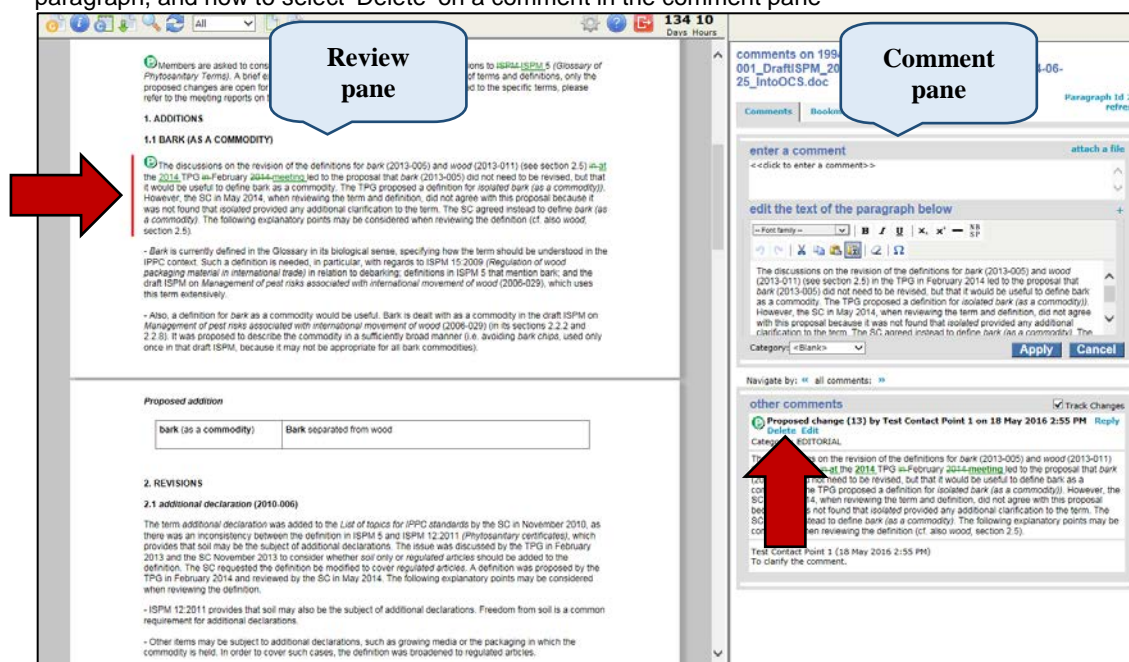 paragraph, and how to select 'Delete' on a comment in the comment pane
All
134 10
Days Hours
Review
pane
Comment
pane
Members are asked to cons
ons to ISPM ISPM 5 (Glossary of
Phytosanitary Terms). A brief e
of terms and definitions, only the
proposed changes are open for
ed to the specific terms, please
refer to the meeting reports on t
1. ADDITIONS
1.1 BARK (AS A COMMODITY)
The discussions on the revision of the definitions for bark (2013-005) and wood (2013-011) (see section 2.5) in at
the 2014 TPG in February 2014 meeting led to the proposal that bark (2013-005) did not need to be revised, but that
it would be useful to define bark as a commodity. The TPG proposed a definition for isolated bark (as a commodity)).
However, the SC in May 2014, when reviewing the term and definition, did not agree with this proposal because it
was not found that isolated provided any additional clarification to the term. The SC agreed instead to define bark (as
a commodity). The following explanatory points may be considered when reviewing the definition (cf. also wood,
section 2.5).
- Bark is currently defined in the Glossary in its biological sense, specifying how the term should be understood in the
IPPC context. Such a definition is needed, in particular, with regards to ISPM 15:2009 (Regulation of wood
packaging material in international trade) in relation to debarking; definitions in ISPM 5 that mention bark; and the
draft ISPM on Management of pest risks associated with international movement of wood (2006-029), which uses
this term extensively.
- Also, a definition for bark as a commodity would be useful. Bark is dealt with as a commodity in the draft ISPM on
Management of pest risks associated with international movement of wood (2006-029) (in its sections 2.2.2 and
2.2.8). It was proposed to describe the commodity in a sufficiently broad manner (i.e. avoiding bark chips, used only
once in that draft ISPM, because it may not be appropriate for all bark commodities).
Proposed addition
bark (as a commodity) Bark separated from wood
2. REVISIONS
2.1 additional declaration (2010-006)
The term additional declaration was added to the List of topics for IPPC standards by the SC in November 2010, as
there was an inconsistency between the definition in ISPM 5 and ISPM 12:2011 (Phytosanitary certificates), which
provides that soil may be the subject of additional declarations. The issue was discussed by the TPG in February
2013 and the SC November 2013 to consider whether soil only or regulated articles should be added to the
definition. The SC requested the definition be modified to cover regulated articles. A definition was proposed by the
TPG in February 2014 and reviewed by the SC in May 2014. The following explanatory points may be considered
when reviewing the definition.
- ISPM 12:2011 provides that soil may also be the subject of additional declarations. Freedom from soil is a common
requirement for additional declarations.
- Other items may be subject to additional declarations, such as growing media or the packaging in which the
commodity is held. In order to cover such cases, the definition was broadened to regulated articles.
comments on 199
001_DraftISPM_20
4-06-
25_IntoOCS.doc
Paragraph Id
refre
Comments Bookm
enter a comment
attach a file
<<click to enter a comment>>
edit the text of the paragraph below +
-- Font family -- B I U x, x' — NB SP
The discussions on the revision of the definitions for bark (2013-005) and wood
(2013-011) (see section 2.5) in the TPG in February 2014 led to the proposal that
bark (2013-005) did not need to be revised, but that it would be useful to define bark
as a commodity. The TPG proposed a definition for isolated bark (as a commodity)).
However, the SC in May 2014, when reviewing the term and definition, did not agree
with this proposal because it was not found that isolated provided any additional
clarification to the term. The SC agreed instead to define bark (as a commodity). The
Category: <Blank>
Apply Cancel
Navigate by: « all comments: »
other comments
Track Changes
Proposed change (13) by Test Contact Point 1 on 18 May 2016 2:55 PM Reply
Delete Edit
EDITORIAL
s on the revision of the definitions for bark (2013-005) and wood (2013-011)
at the 2014 TPG in February 2014 meeting led to the proposal that bark
not need to be revised, but that it would be useful to define bark as a
e TPG proposed a definition for isolated bark (as a commodity)). However, the
4, when reviewing the term and definition, did not agree with this proposal
s not found that isolated provided any additional clarification to the term. The
tead to define bark (as a commodity). The following explanatory points may be
en reviewing the definition (cf. also wood, section 2.5).
Test Contact Point 1 (18 May 2016 2:55 PM)
To clarify the comment.